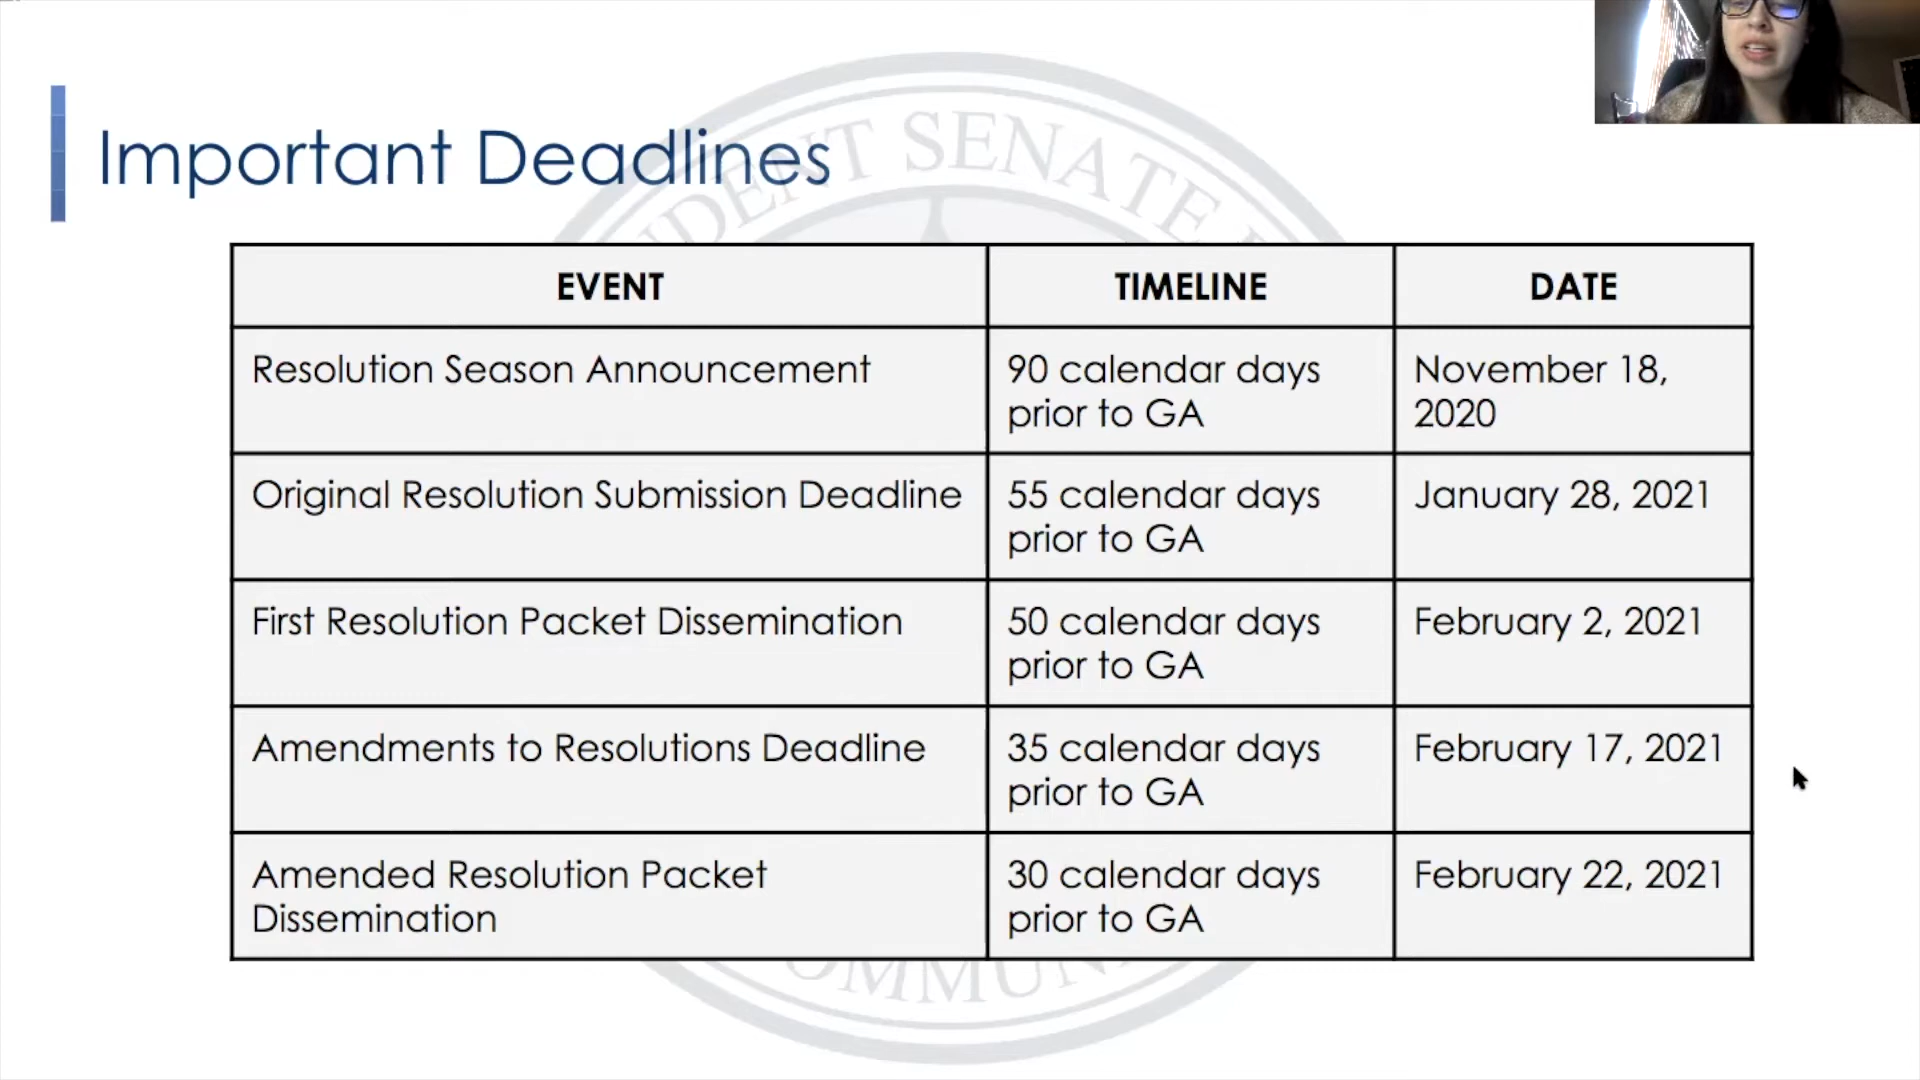 Important Deadlines
DENT SENATE
EVENT TIMELINE DATE
Resolution Season Announcement 90 calendar days November 18,
prior to GA 2020
Original Resolution Submission Deadline 55 calendar days January 28, 2021
prior to GA
First Resolution Packet Dissemination 50 calendar days February 2, 2021
prior to GA
Amendments to Resolutions Deadline 35 calendar days February 17, 2021
prior to GA
Amended Resolution Packet 30 calendar days February 22, 2021
Dissemination prior to GA
OMMUN